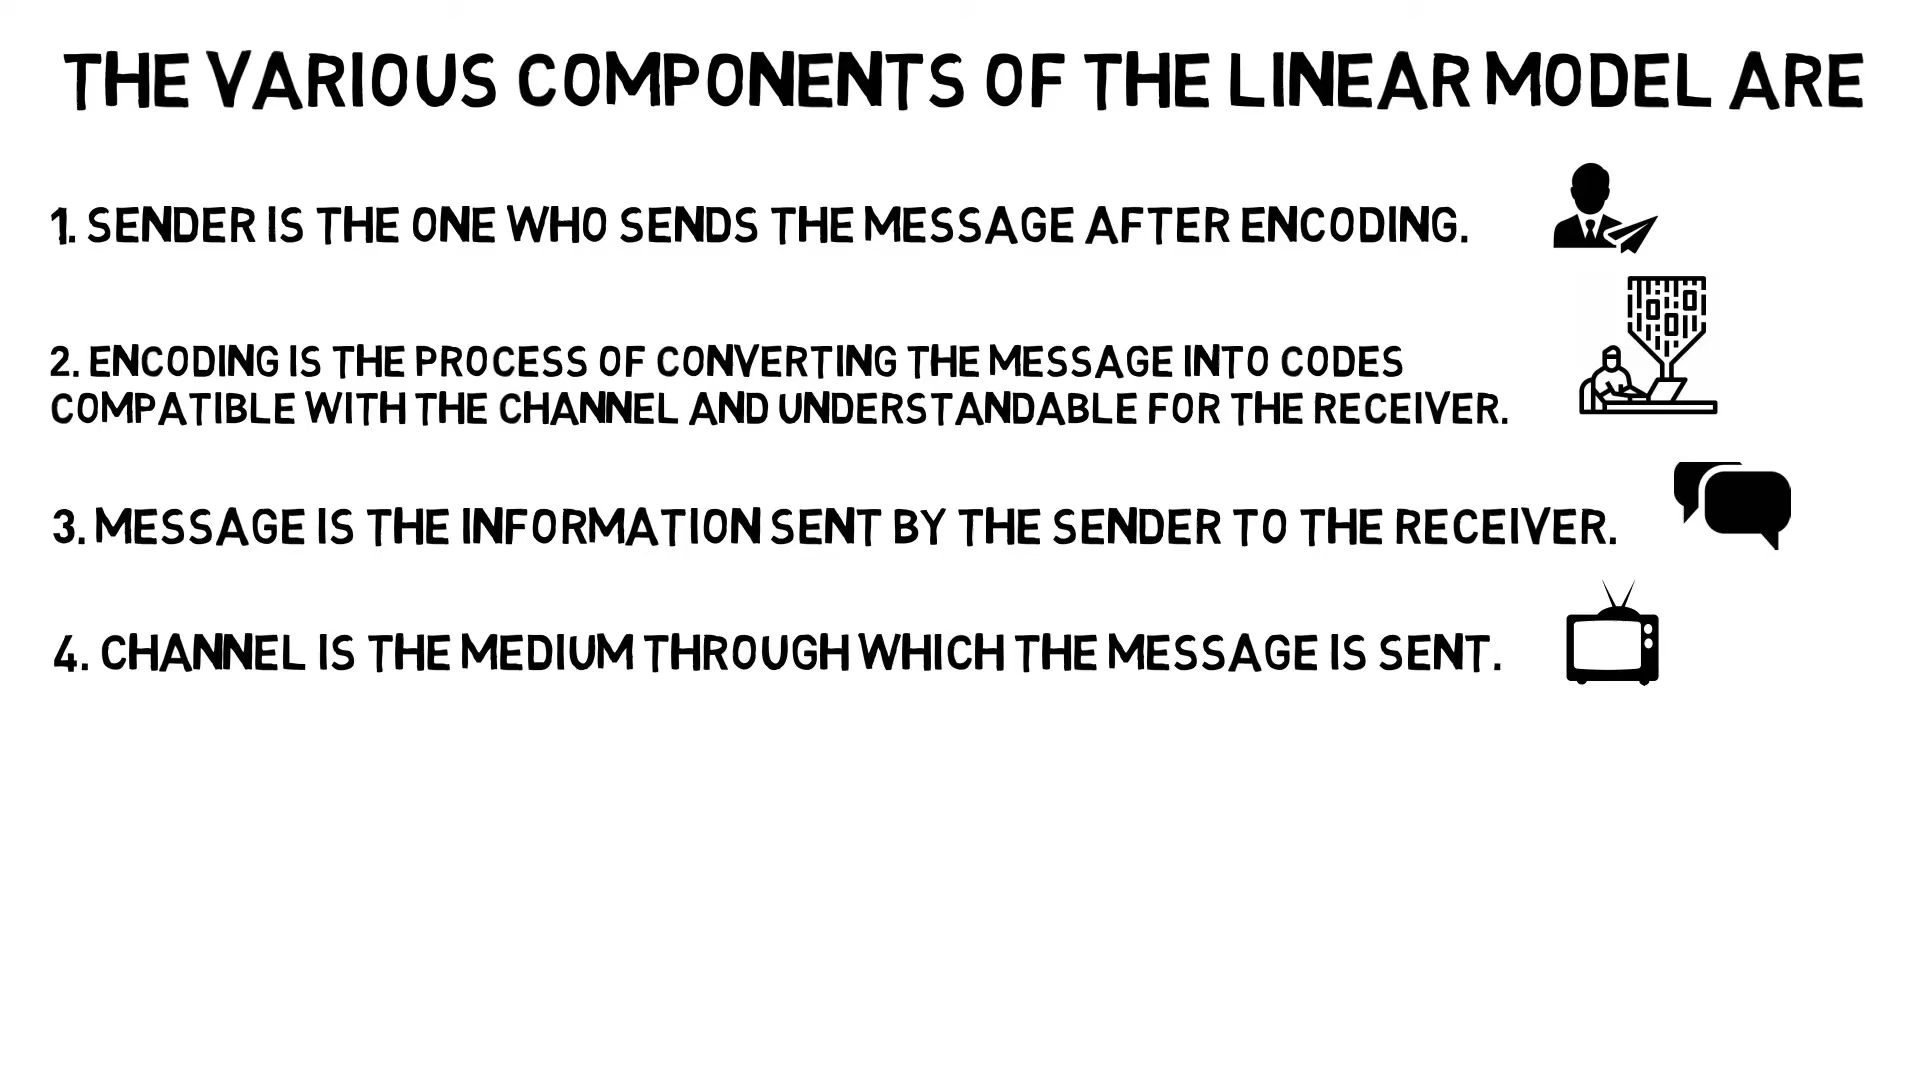 THE VARIOUS COMPONENTS OF THE LINEAR MODEL ARE
1. SENDER IS THE ONE WHO SENDS THE MESSAGE AFTER ENCODING.
2. ENCODING IS THE PROCESS OF CONVERTING THE MESSAGE INTO CODES
COMPATIBLE WITH THE CHANNEL AND UNDERSTANDABLE FOR THE RECEIVER.
3. MESSAGE IS THE INFORMATION SENT BY THE SENDER TO THE RECEIVER.
4. CHANNEL IS THE MEDIUM THROUGH WHICH THE MESSAGE IS SENT.